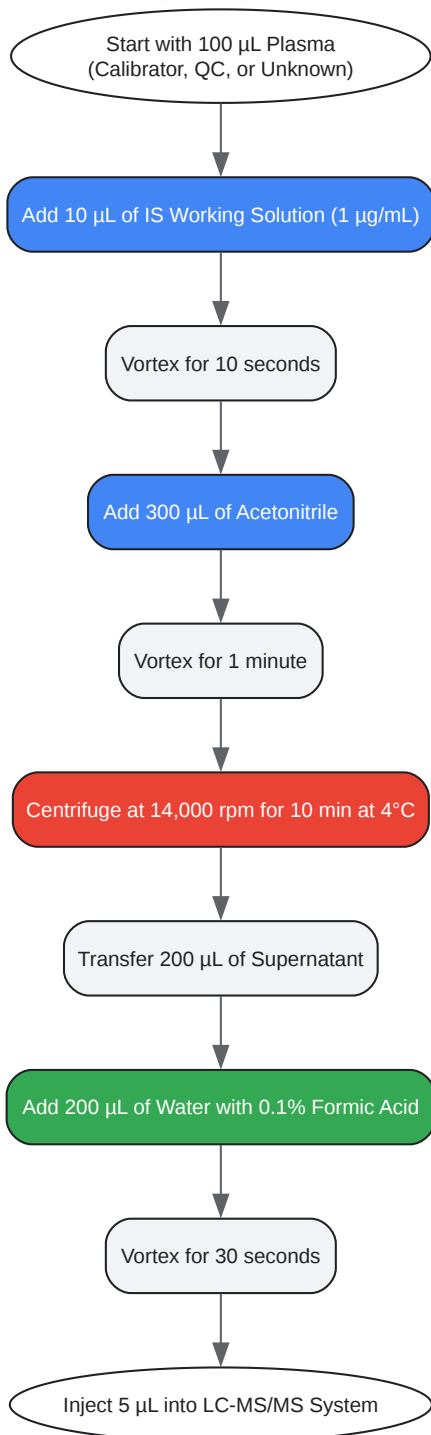 Start with 100 µL Plasma
(Calibrator, QC, or Unknown)
Add 10 µL of IS Working Solution (1 µg/mL)
Vortex for 10 seconds
Add 300 µL of Acetonitrile
Vortex for 1 minute
Centrifuge at 14,000 rpm for 10 min at 4°C
Transfer 200 µL of Supernatant
Add 200 µL of Water with 0.1% Formic Acid
Vortex for 30 seconds
Inject 5 µL into LC-MS/MS System